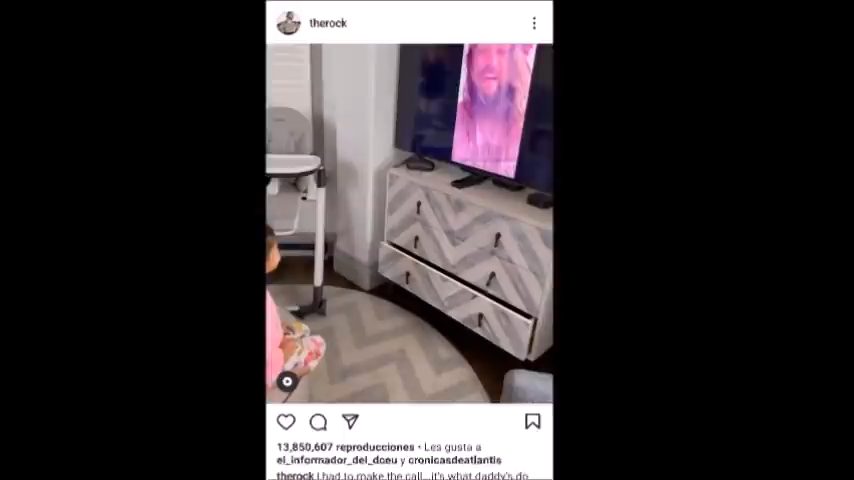 therock
13,850,607 reproducciones • Les gusta a
el_informador_del_dceu y cronicasdeatlantis
therock I had to make the call...it's what daddy's do